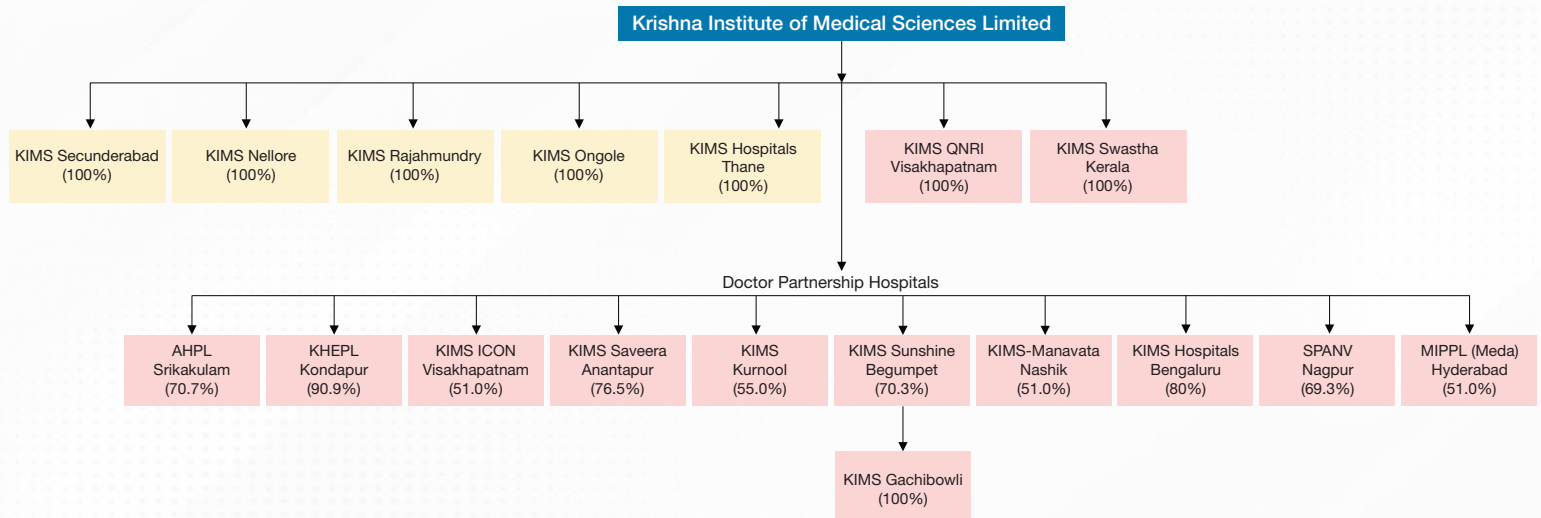 Krishna Institute of Medical Sciences Limited
KIMS Secunderabad
(100%)
KIMS Nellore
(100%)
KIMS Rajahmundry
(100%)
KIMS Ongole
(100%)
KIMS Hospitals
Thane
(100%)
KIMS QNRI
Visakhapatnam
(100%)
KIMS Swastha
Kerala
(100%)
Doctor Partnership Hospitals
AHPL
Srikakulam
(70.7%)
KHEPL
Kondapur
(90.9%)
KIMS ICON
Visakhapatnam
(51.0%)
KIMS Saveera
Anantapur
(76.5%)
KIMS
Kurnool
(55.0%)
KIMS Sunshine
Begumpet
(70.3%)
KIMS-Manavata
Nashik
(51.0%)
KIMS Hospitals
Bengaluru
(80%)
SPANV
Nagpur
(69.3%)
MIPPL (Meda)
Hyderabad
(51.0%)
KIMS Gachibowli
(100%)